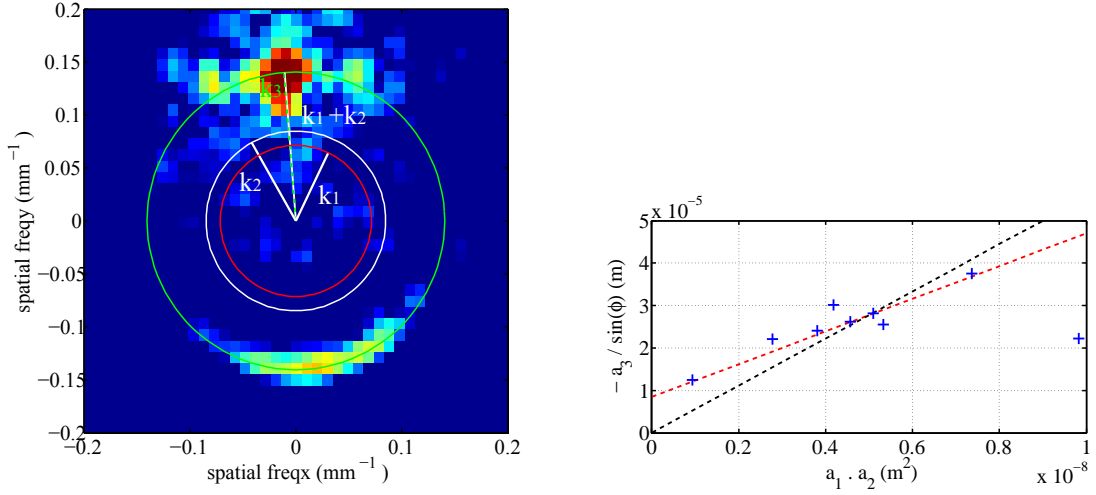 0.2
0.15
0.1
0.05
0
−0.05
−0.1
−0.15
−0.2
−0.2
−0.1
0
0.1
0.2
spatial freqx (mm⁻¹)
spatial freqy (mm⁻¹)
k₃
k₁+k₂
k₂
k₁
x 10⁻⁵
5
4
3
2
1
0
0
0.2
0.4
0.6
0.8
1
x 10⁻⁸
a₁ . a₂ (m²)
− a₃ / sin(ϕ) (m)